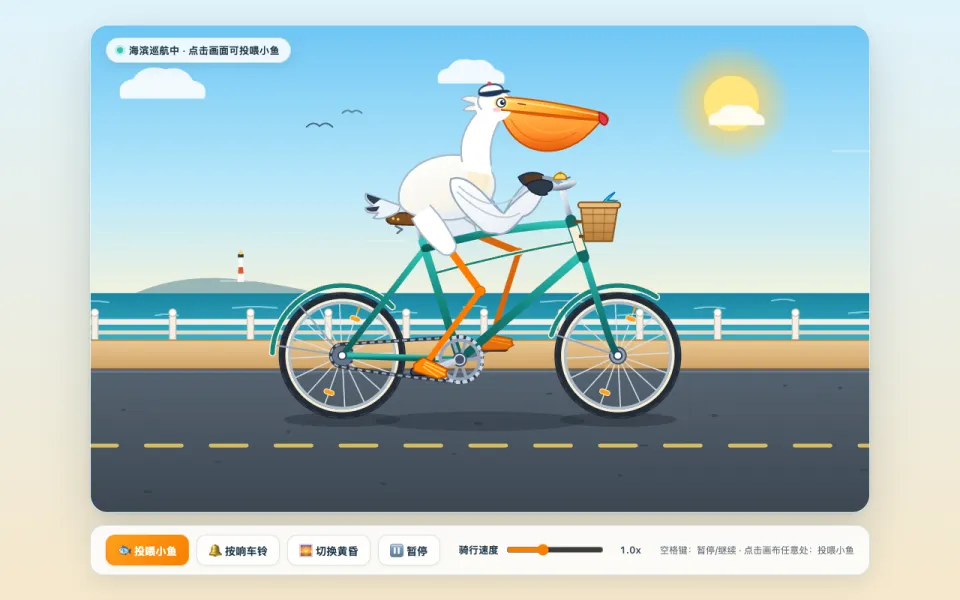 海滨巡航中 · 点击画面可投喂小鱼
投喂小鱼
按响车铃
切换黄昏
暂停
骑行速度
1.0x
空格键：暂停/继续 · 点击画布任意处：投喂小鱼